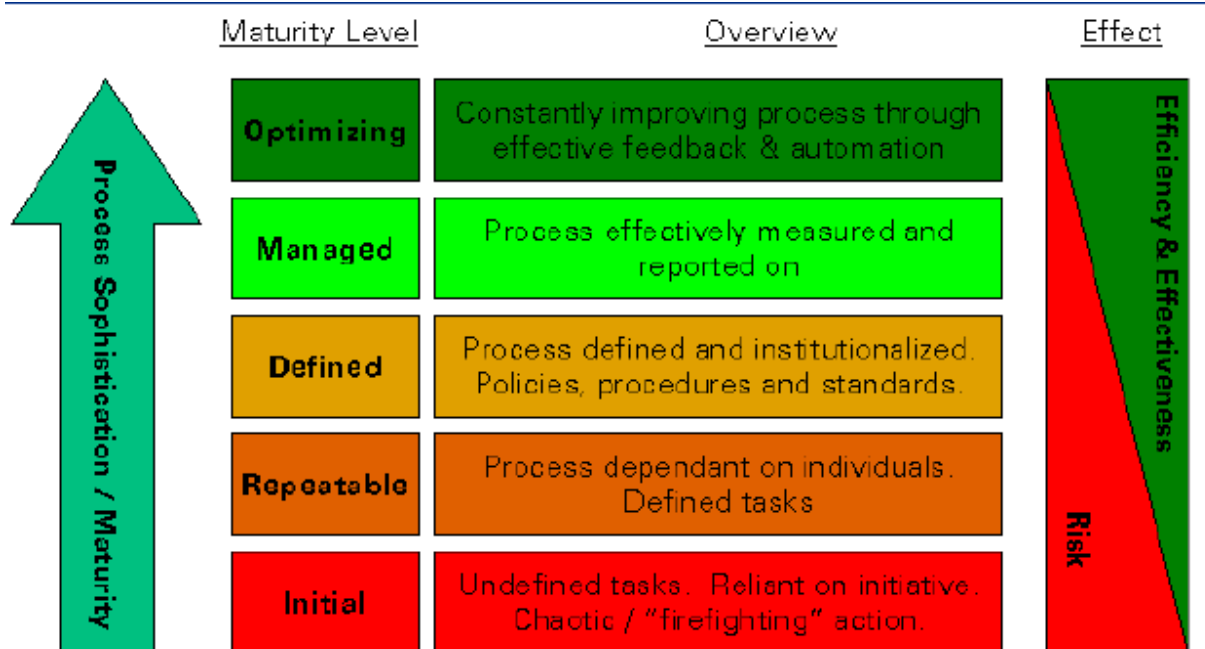 Maturity Level
Overview
Effect
Process Sophistication / Maturity
Optimizing
Constantly improving process through
effective feedback & automation
Managed
Process effectively measured and
reported on
Defined
Process defined and institutionalized.
Policies, procedures and standards.
Repeatable
Process dependant on individuals.
Defined tasks
Initial
Undefined tasks. Reliant on initiative.
Chaotic / "firefighting" action.
Efficiency & Effectiveness
Risk